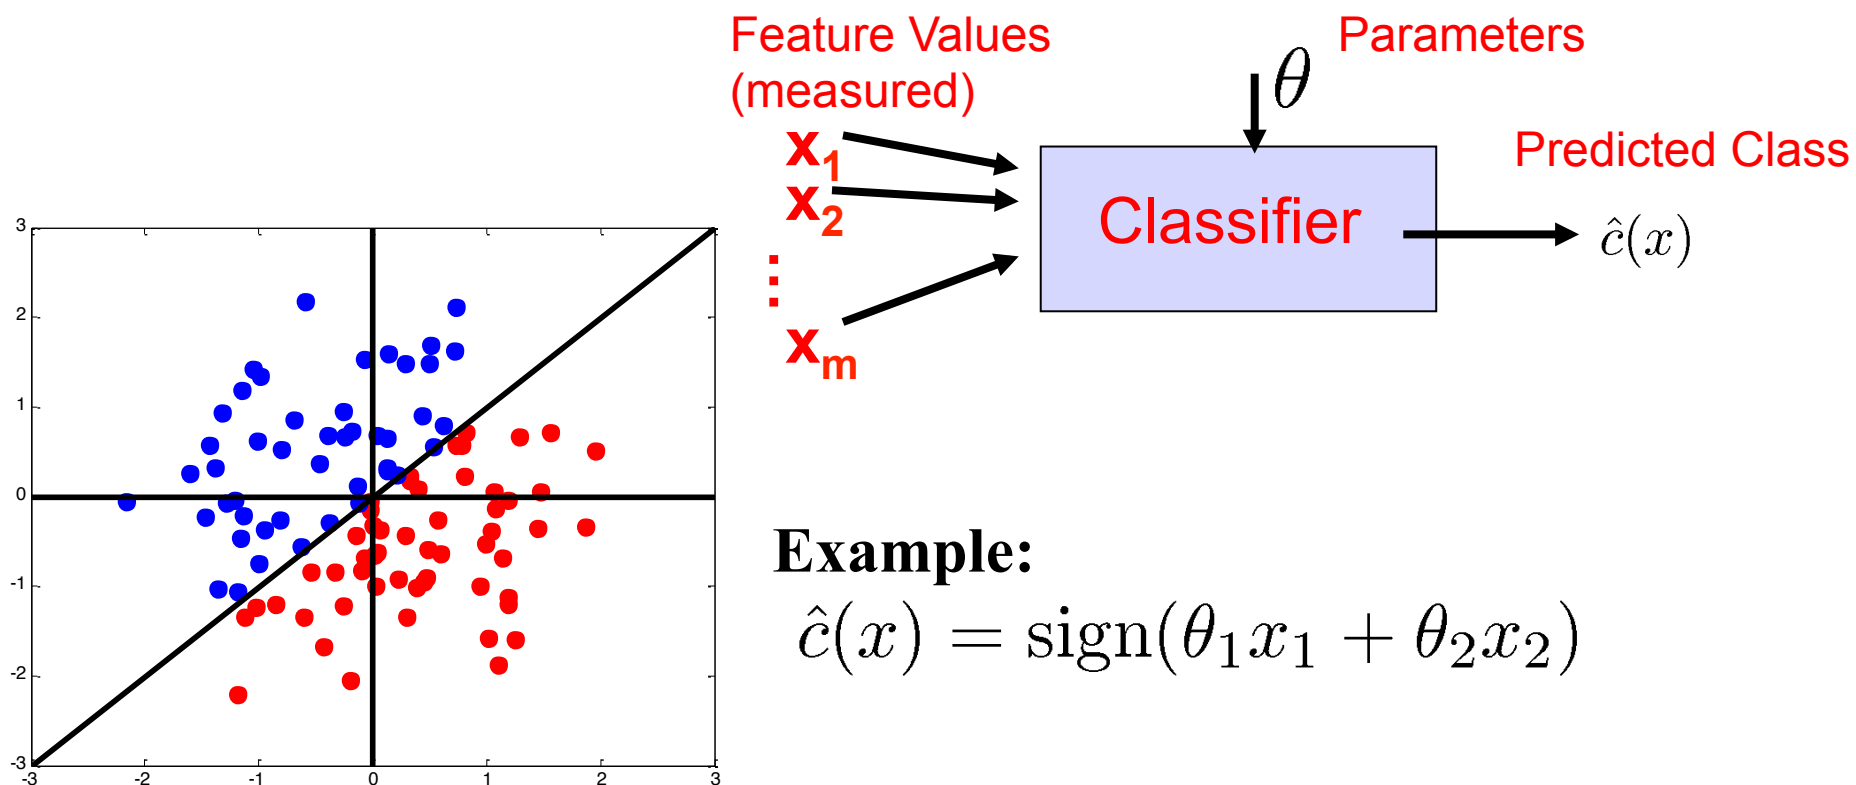 Feature Values
(measured)
Parameters
θ
x₁
x₂
⋮
xₘ
Classifier
Predicted Class
ĉ(x)
3
2
1
0
-1
-2
-3
-3
-2
-1
0
1
2
3
Example:
ĉ(x) = sign(θ₁x₁ + θ₂x₂)